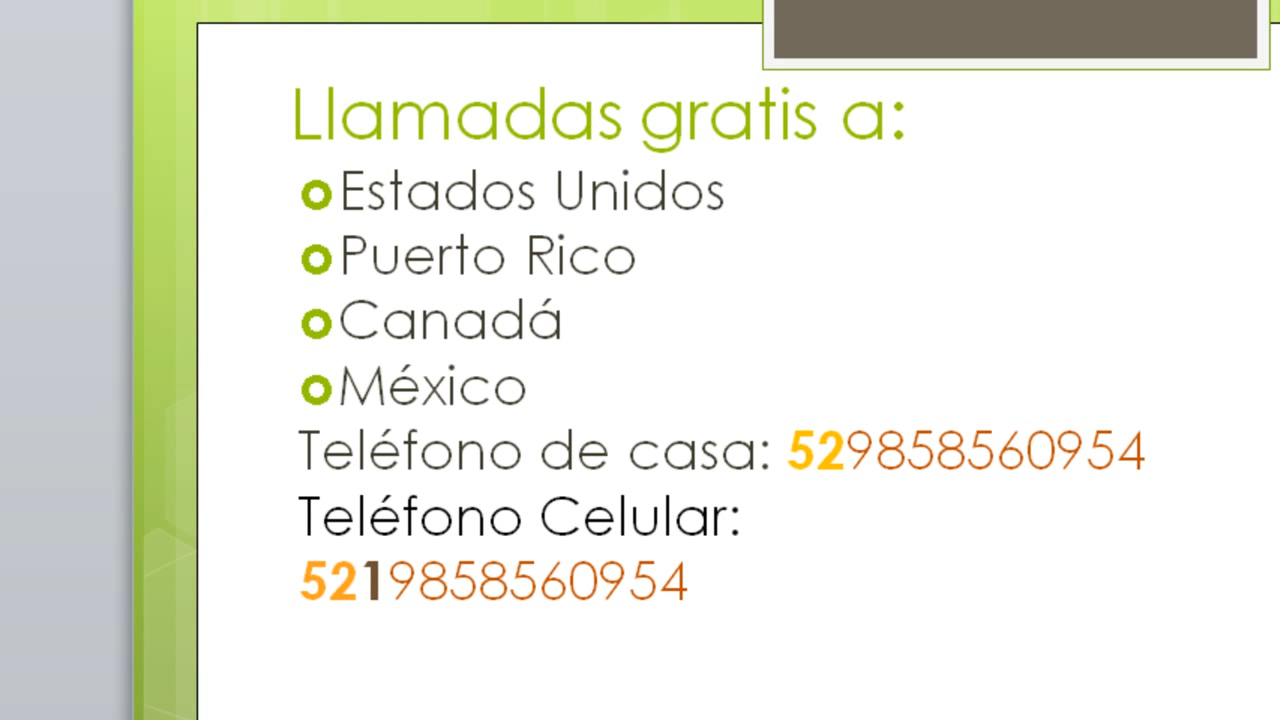 Llamadas gratis a:
Estados Unidos
Puerto Rico
Canadá
México
Teléfono de casa: 529858560954
Teléfono Celular:
5219858560954